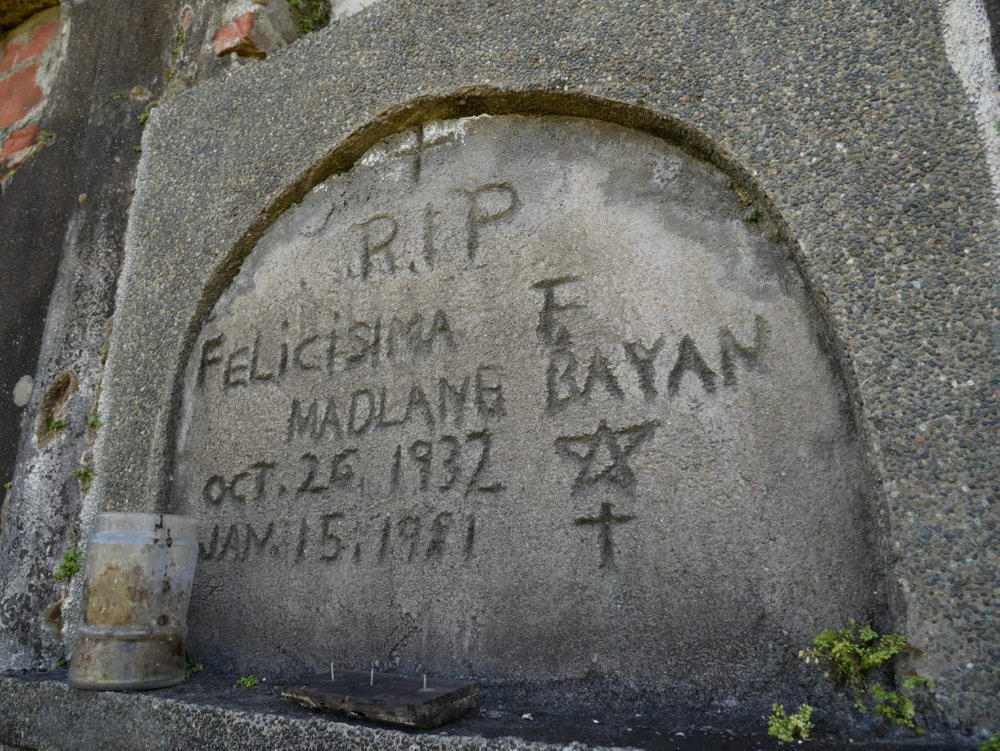 R.I.P
FELICISIMA F.
MADLANG BAYAN
OCT. 26, 1932
JAN. 15, 1981